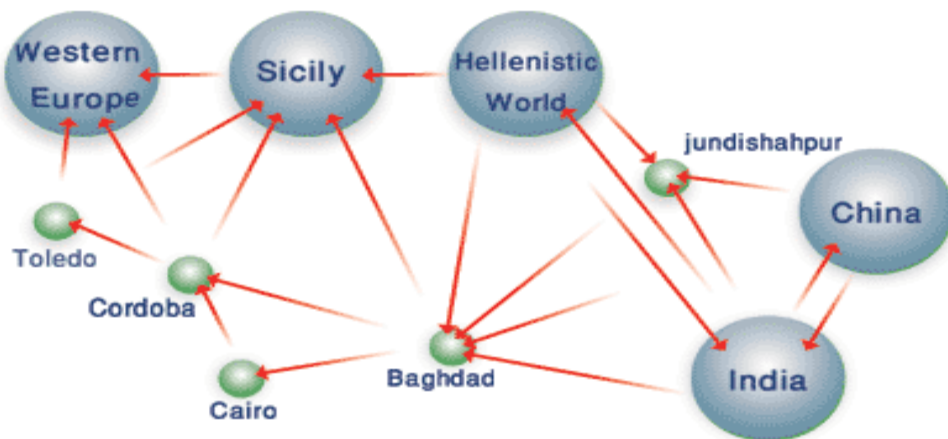 Western
Europe
Sicily
Hellenistic
World
jundishahpur
China
Toledo
Cordoba
Baghdad
India
Cairo